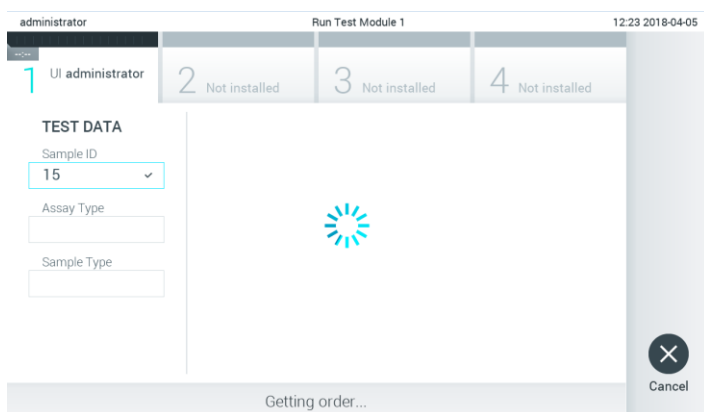 administrator Run Test Module 1 12:23 2018-04-05
--:--
1 UI administrator 2 Not installed 3 Not installed 4 Not installed
TEST DATA
Sample ID
15
Assay Type
Sample Type
Cancel
Getting order...